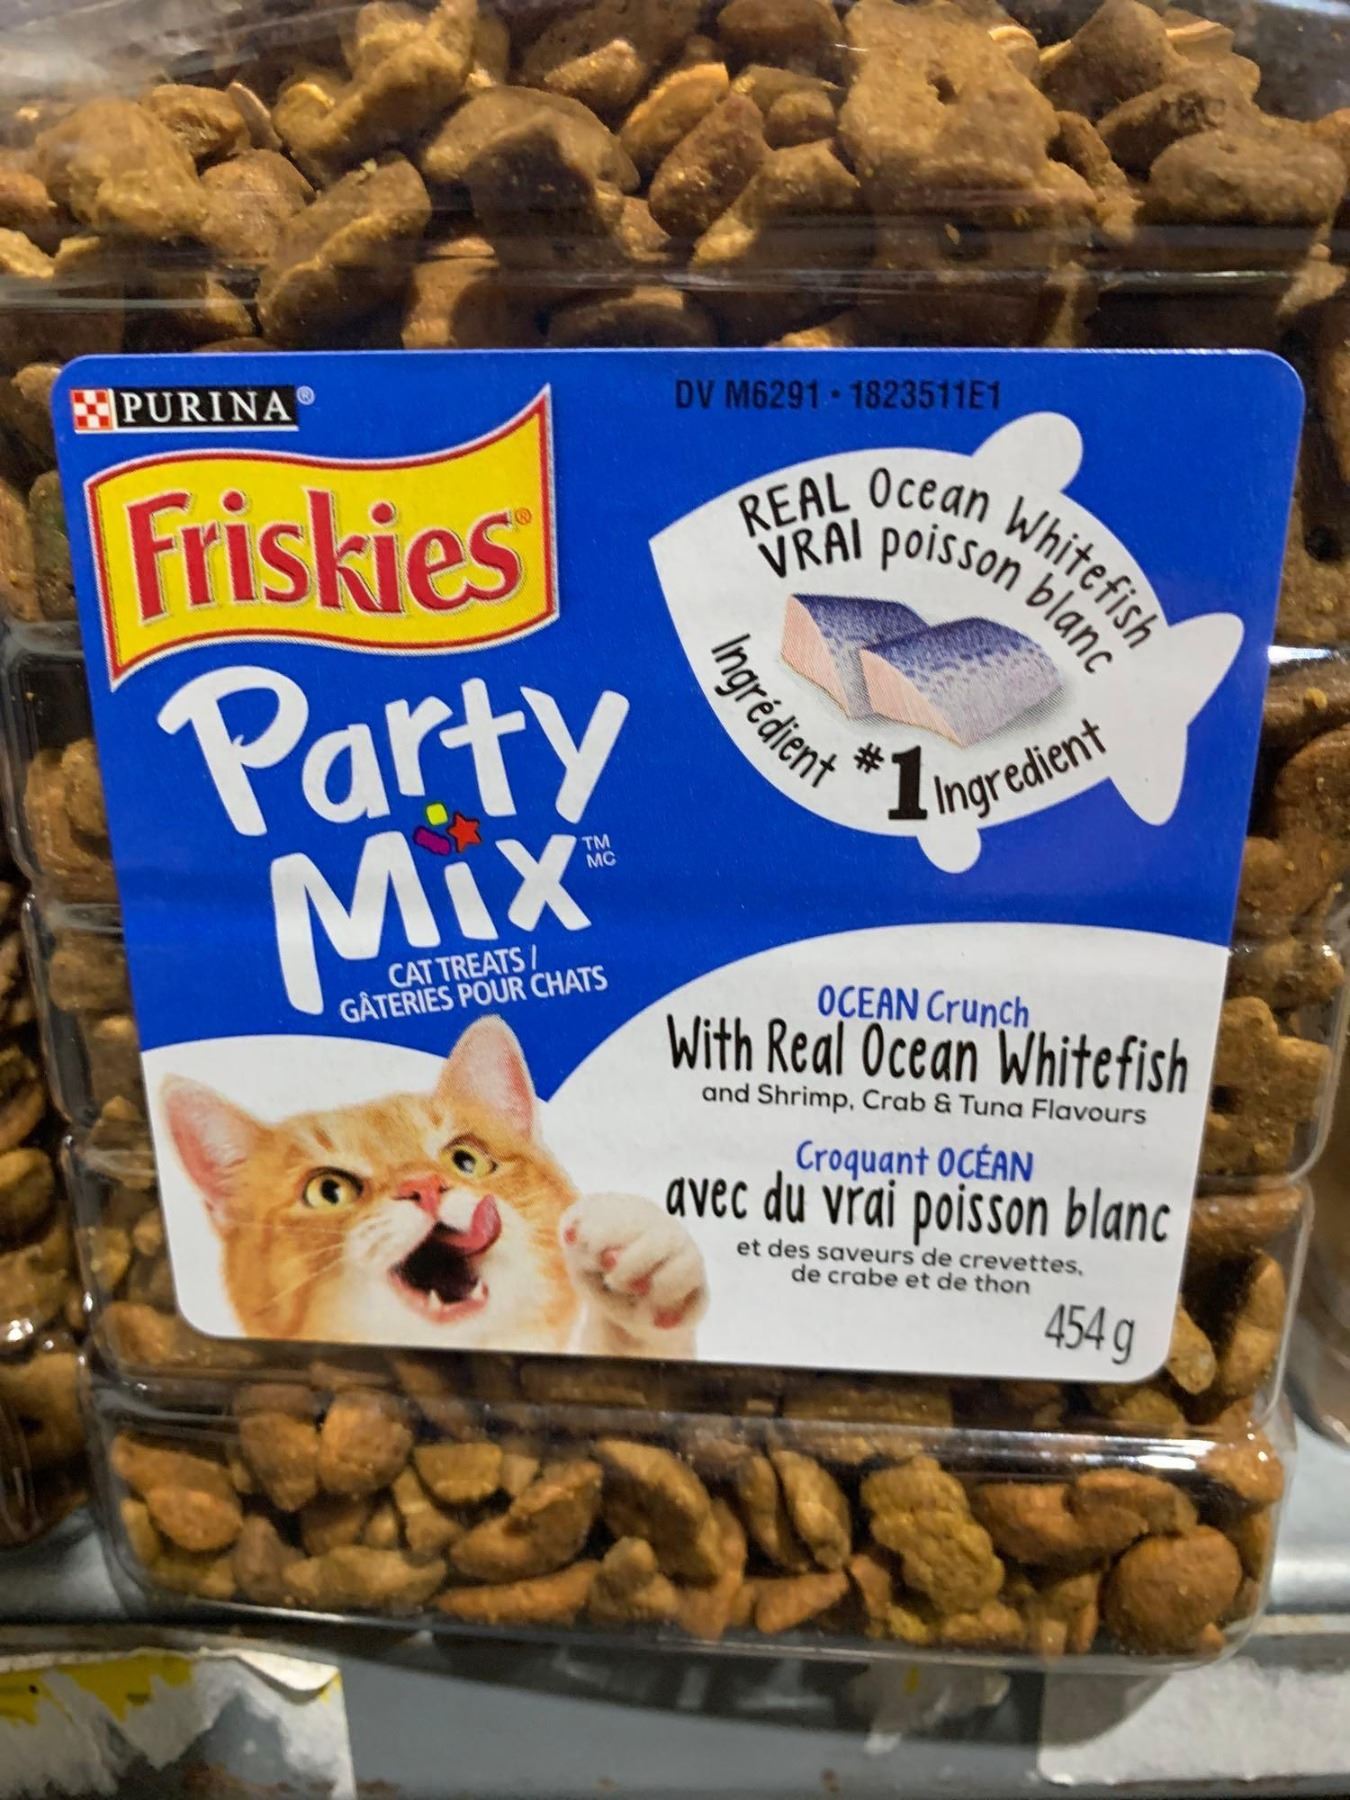 PURINA®
Friskies®
Party
Mix TM MC
CAT TREATS /
GÂTERIES POUR CHATS
DV M6291 • 1823511E1
REAL Ocean Whitefish
VRAI poisson blanc
Ingrédient #1 Ingredient
OCEAN Crunch
With Real Ocean Whitefish
and Shrimp, Crab & Tuna Flavours
Croquant OCÉAN
avec du vrai poisson blanc
et des saveurs de crevettes,
de crabe et de thon
454 g